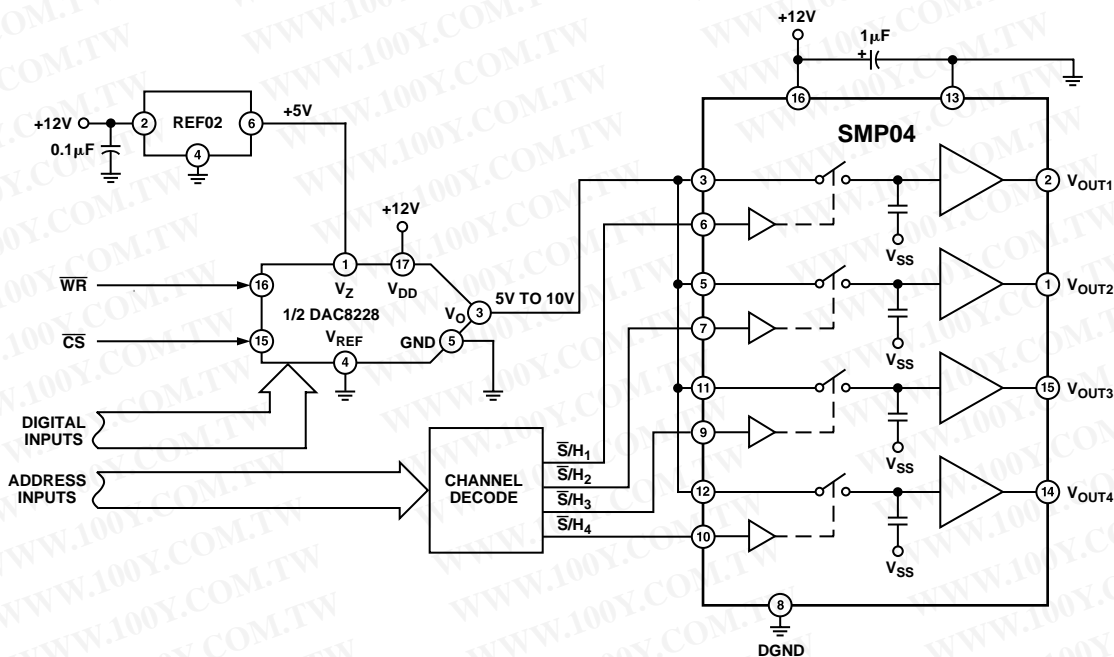 WWW.100Y.COM.TW
+12V
1μF
+
16
13
SMP04
+12V
2
REF02
6
+5V
0.1μF
4
3
2
VOUT1
6
VSS
+12V
1
VZ
17
VDD
16
W̅R̅
1/2 DAC8228
VO
3
5V TO 10V
5
1
VOUT2
7
VSS
15
C̅S̅
VREF
4
GND
5
11
15
VOUT3
9
VSS
DIGITAL
INPUTS
ADDRESS
INPUTS
CHANNEL
DECODE
S̅/H1
S̅/H2
S̅/H3
S̅/H4
12
14
VOUT4
10
VSS
8
DGND